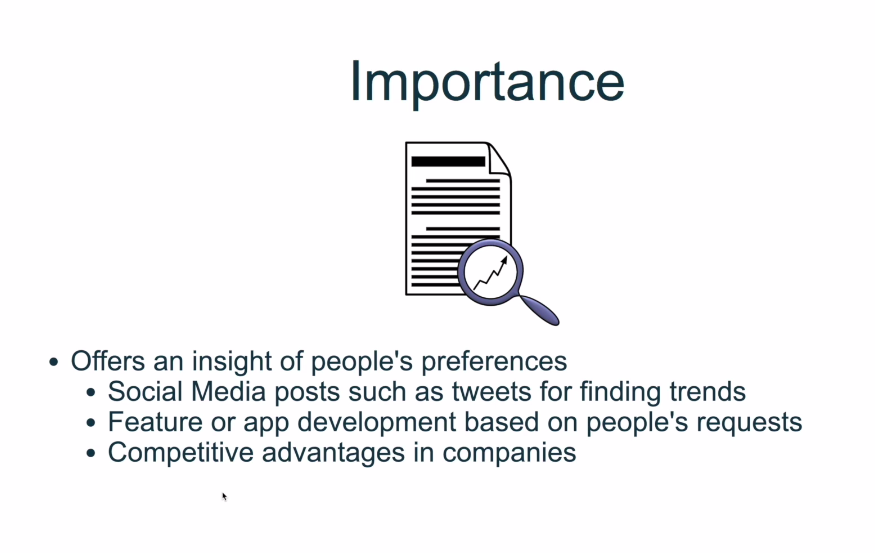 Importance
• Offers an insight of people's preferences
• Social Media posts such as tweets for finding trends
• Feature or app development based on people's requests
• Competitive advantages in companies